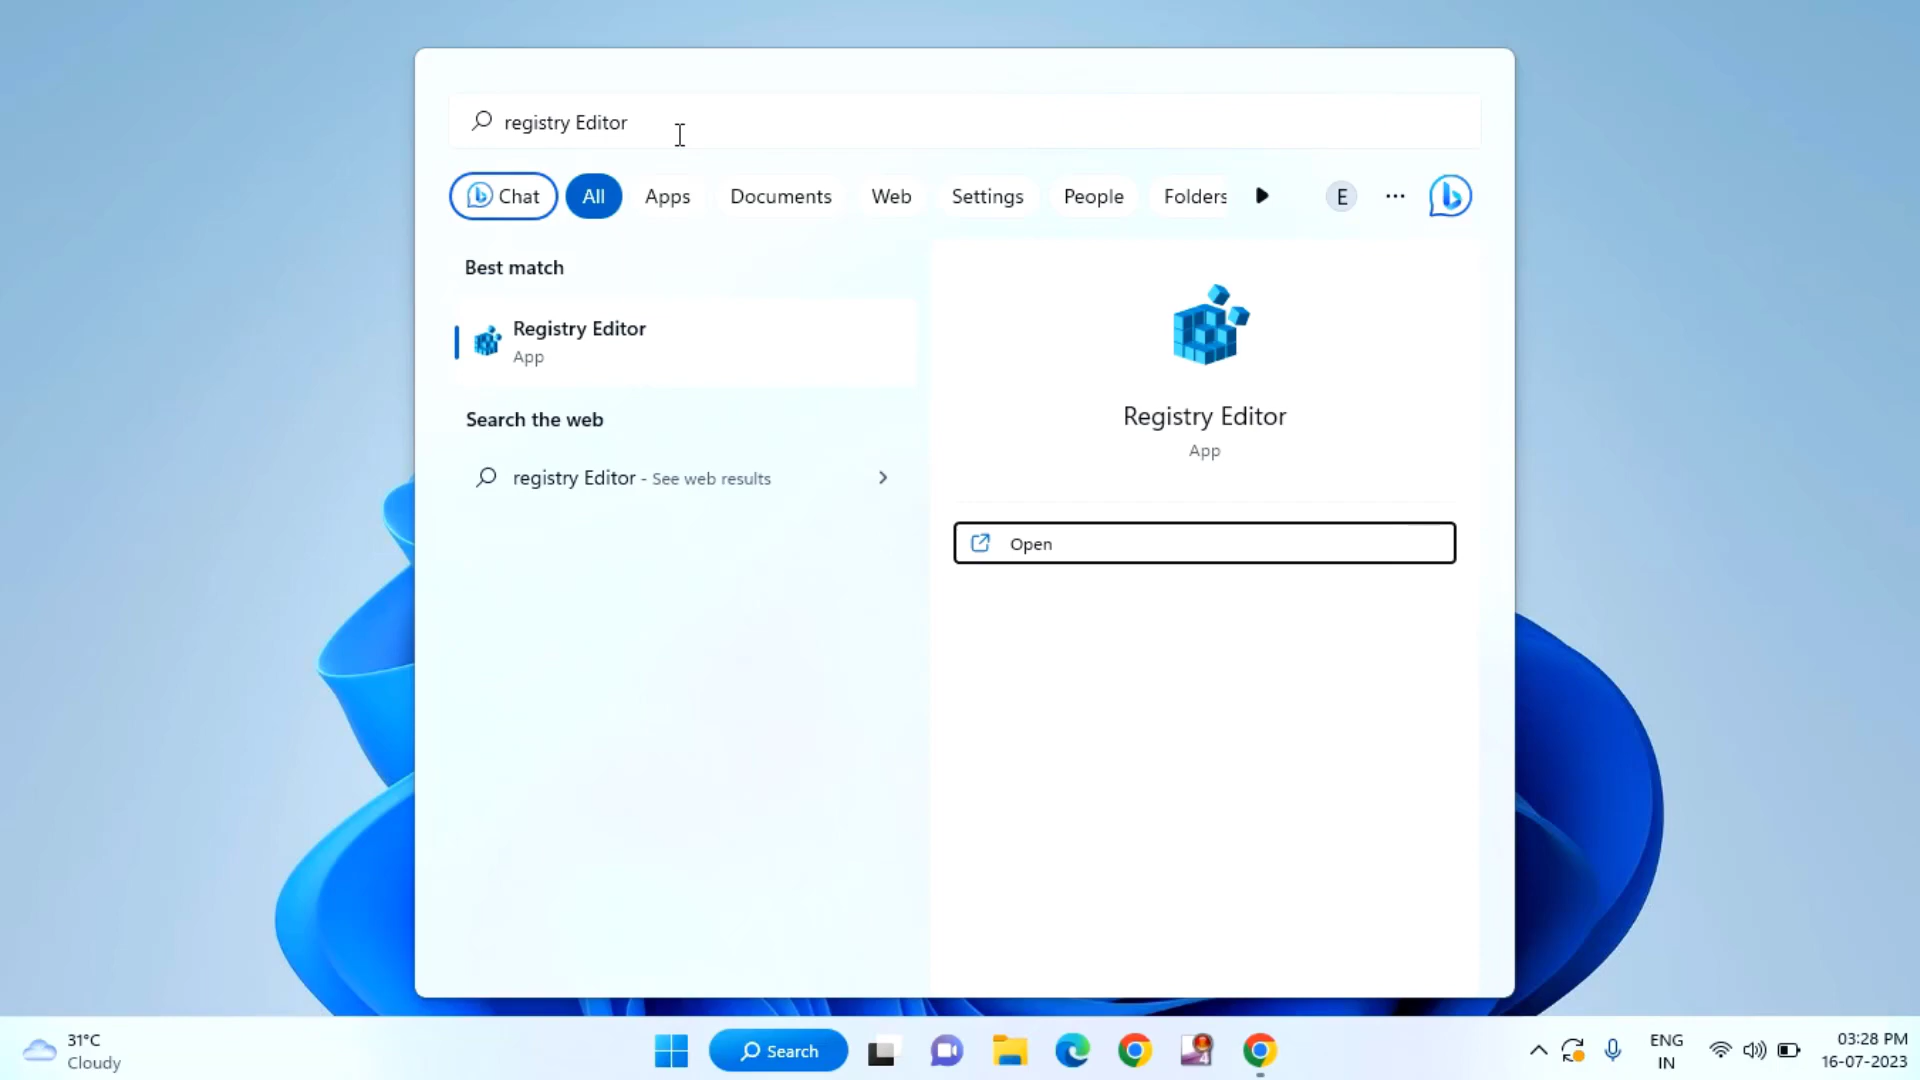 registry Editor
Chat All Apps Documents Web Settings People Folders E ...
Best match
Registry Editor
App
Search the web
registry Editor - See web results
Registry Editor
App
Open
31°C
Cloudy
Search
4
ENG
IN
03:28 PM
16-07-2023